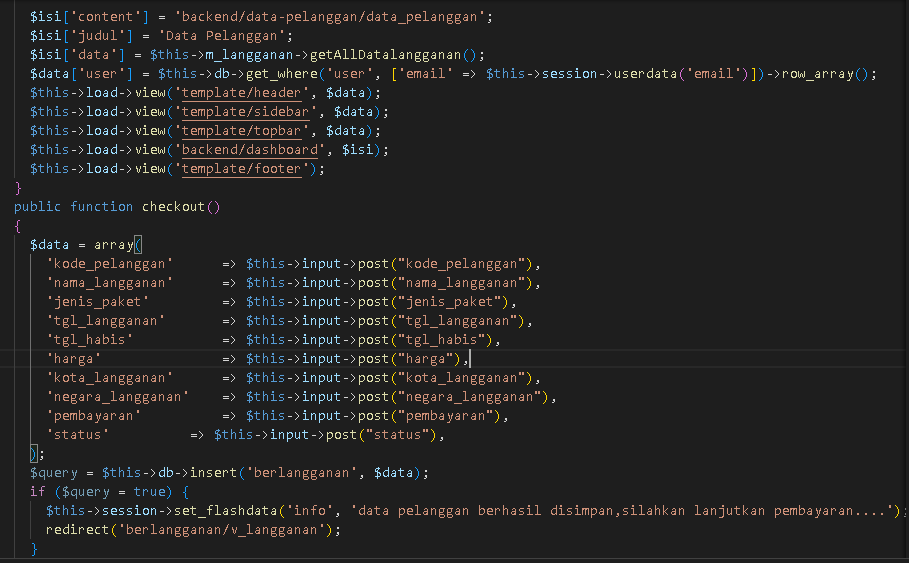 $isi['content'] = 'backend/data-pelanggan/data_pelanggan';
$isi['judul'] = 'Data Pelanggan';
$isi['data'] = $this->m_langganan->getAllDatalangganan();
$data['user'] = $this->db->get_where('user', ['email' => $this->session->userdata('email')])->row_array();
$this->load->view('template/header', $data);
$this->load->view('template/sidebar', $data);
$this->load->view('template/topbar', $data);
$this->load->view('backend/dashboard', $isi);
$this->load->view('template/footer');
}
public function checkout()
{
$data = array(
'kode_pelanggan' => $this->input->post("kode_pelanggan"),
'nama_langganan' => $this->input->post("nama_langganan"),
'jenis_paket' => $this->input->post("jenis_paket"),
'tgl_langganan' => $this->input->post("tgl_langganan"),
'tgl_habis' => $this->input->post("tgl_habis"),
'harga' => $this->input->post("harga"),
'kota_langganan' => $this->input->post("kota_langganan"),
'negara_langganan' => $this->input->post("negara_langganan"),
'pembayaran' => $this->input->post("pembayaran"),
'status' => $this->input->post("status"),
);
$query = $this->db->insert('berlangganan', $data);
if ($query = true) {
$this->session->set_flashdata('info', 'data pelanggan berhasil disimpan,silahkan lanjutkan pembayaran....');
redirect('berlangganan/v_langganan');
}